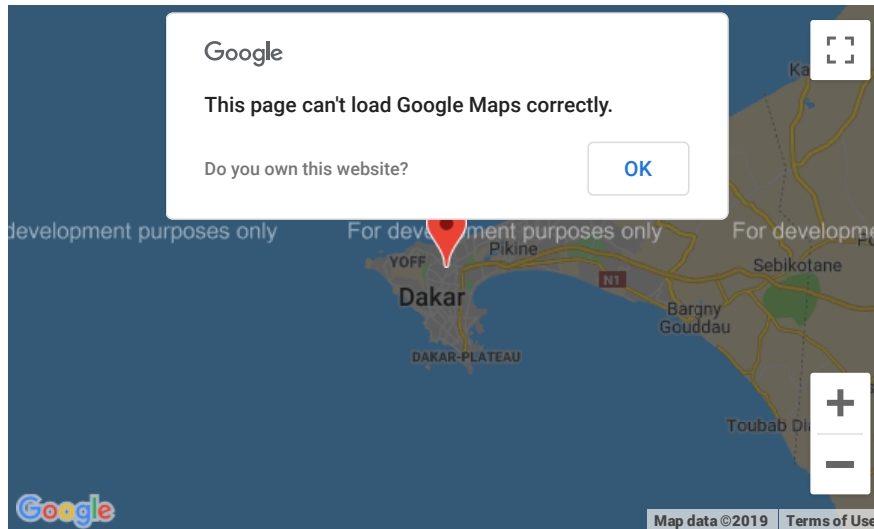 Google
This page can't load Google Maps correctly.
Do you own this website?
OK
Ka
development purposes only
For development purposes only
For developme
YOFF
Pikine
Sebikotane
N1
Dakar
Bargny
Gouddau
DAKAR-PLATEAU
Toubab Di
Google
Map data ©2019
Terms of Use